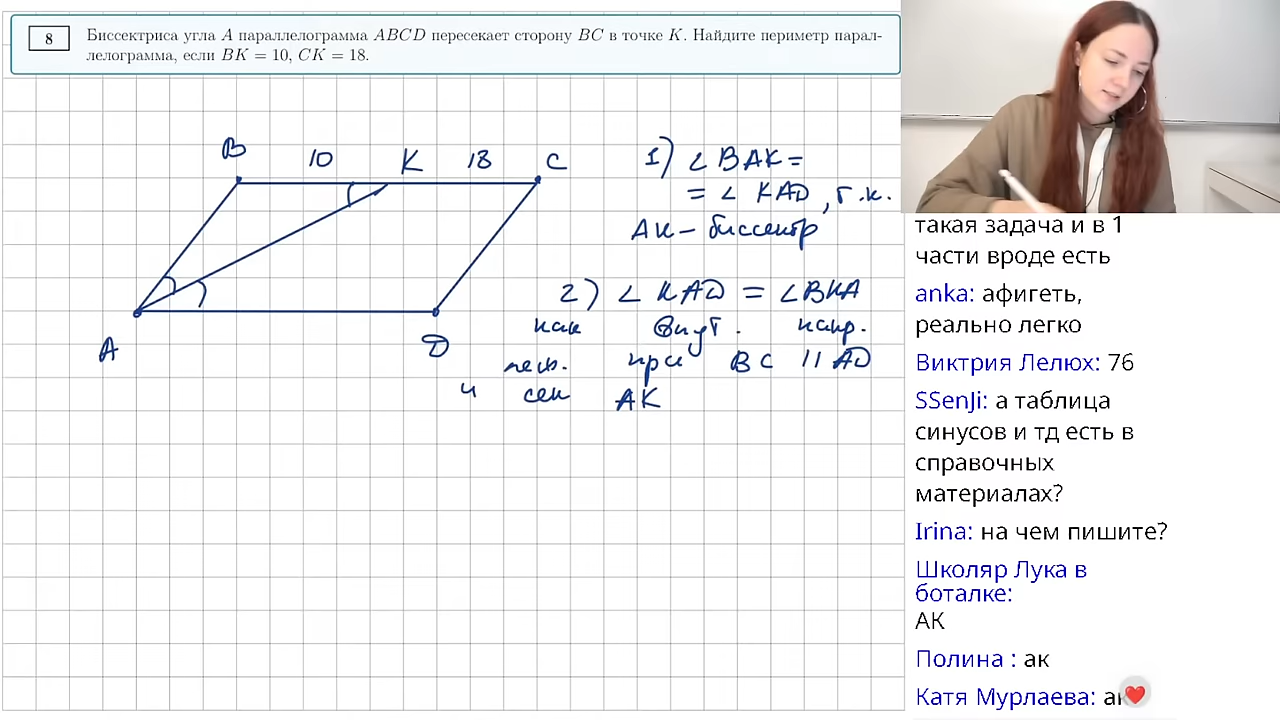 8
Биссектриса угла A параллелограмма ABCD пересекает сторону BC в точке K. Найдите периметр парал-
лелограмма, если BK = 10, CK = 18.
B 10 K 18 C
A D
1) ∠ BAK =
= ∠ KAD, т.к.
AK – биссектр
2) ∠ KAD = ∠BKA
как внут. накр.
леж. при BC || AD
и сек AK
такая задача и в 1
части вроде есть
anka: афигеть,
реально легко
Виктрия Лелюх: 76
SSenJi: а таблица
синусов и тд есть в
справочных
материалах?
Irina: на чем пишите?
Школяр Лука в
боталке:
АК
Полина : ак
Катя Мурлаева: ак